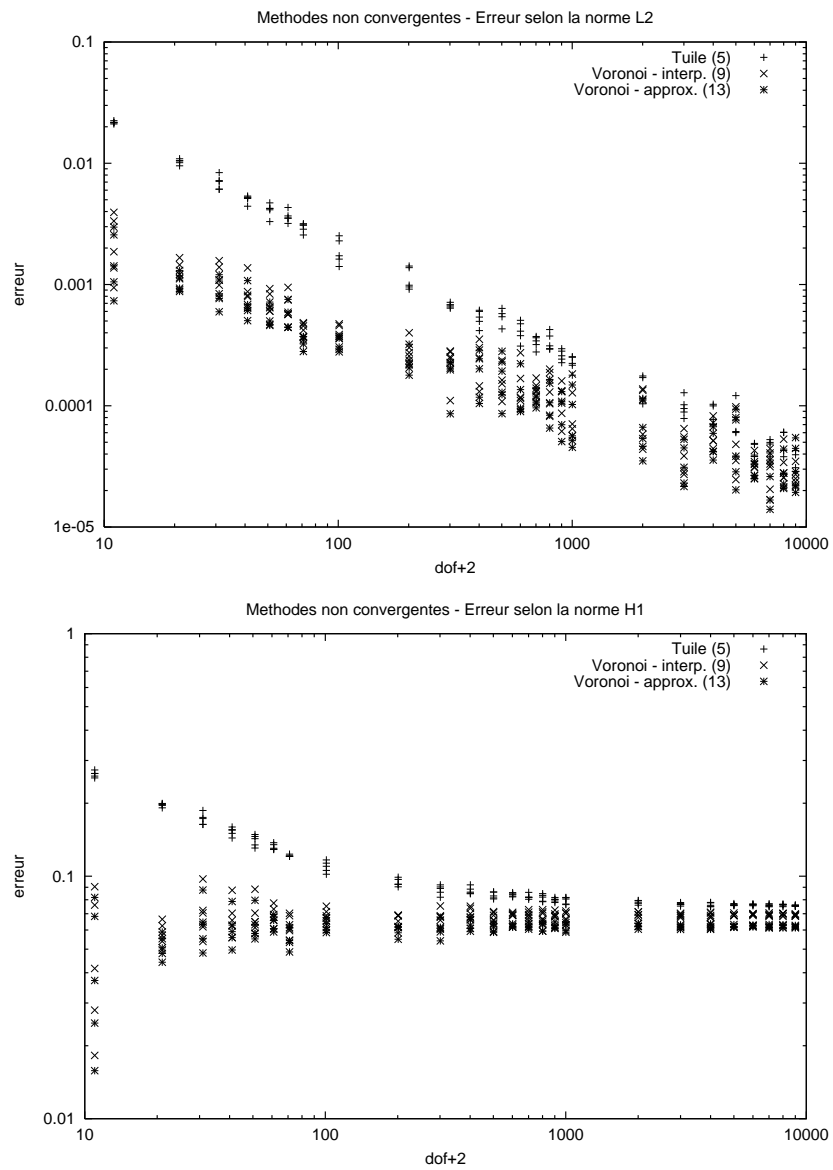 Methodes non convergentes - Erreur selon la norme L2
0.1
0.01
0.001
0.0001
1e-05
erreur
Tuile (5)
Voronoi - interp. (9)
Voronoi - approx. (13)
10
100
1000
10000
dof+2
Methodes non convergentes - Erreur selon la norme H1
1
0.1
0.01
erreur
Tuile (5)
Voronoi - interp. (9)
Voronoi - approx. (13)
10
100
1000
10000
dof+2